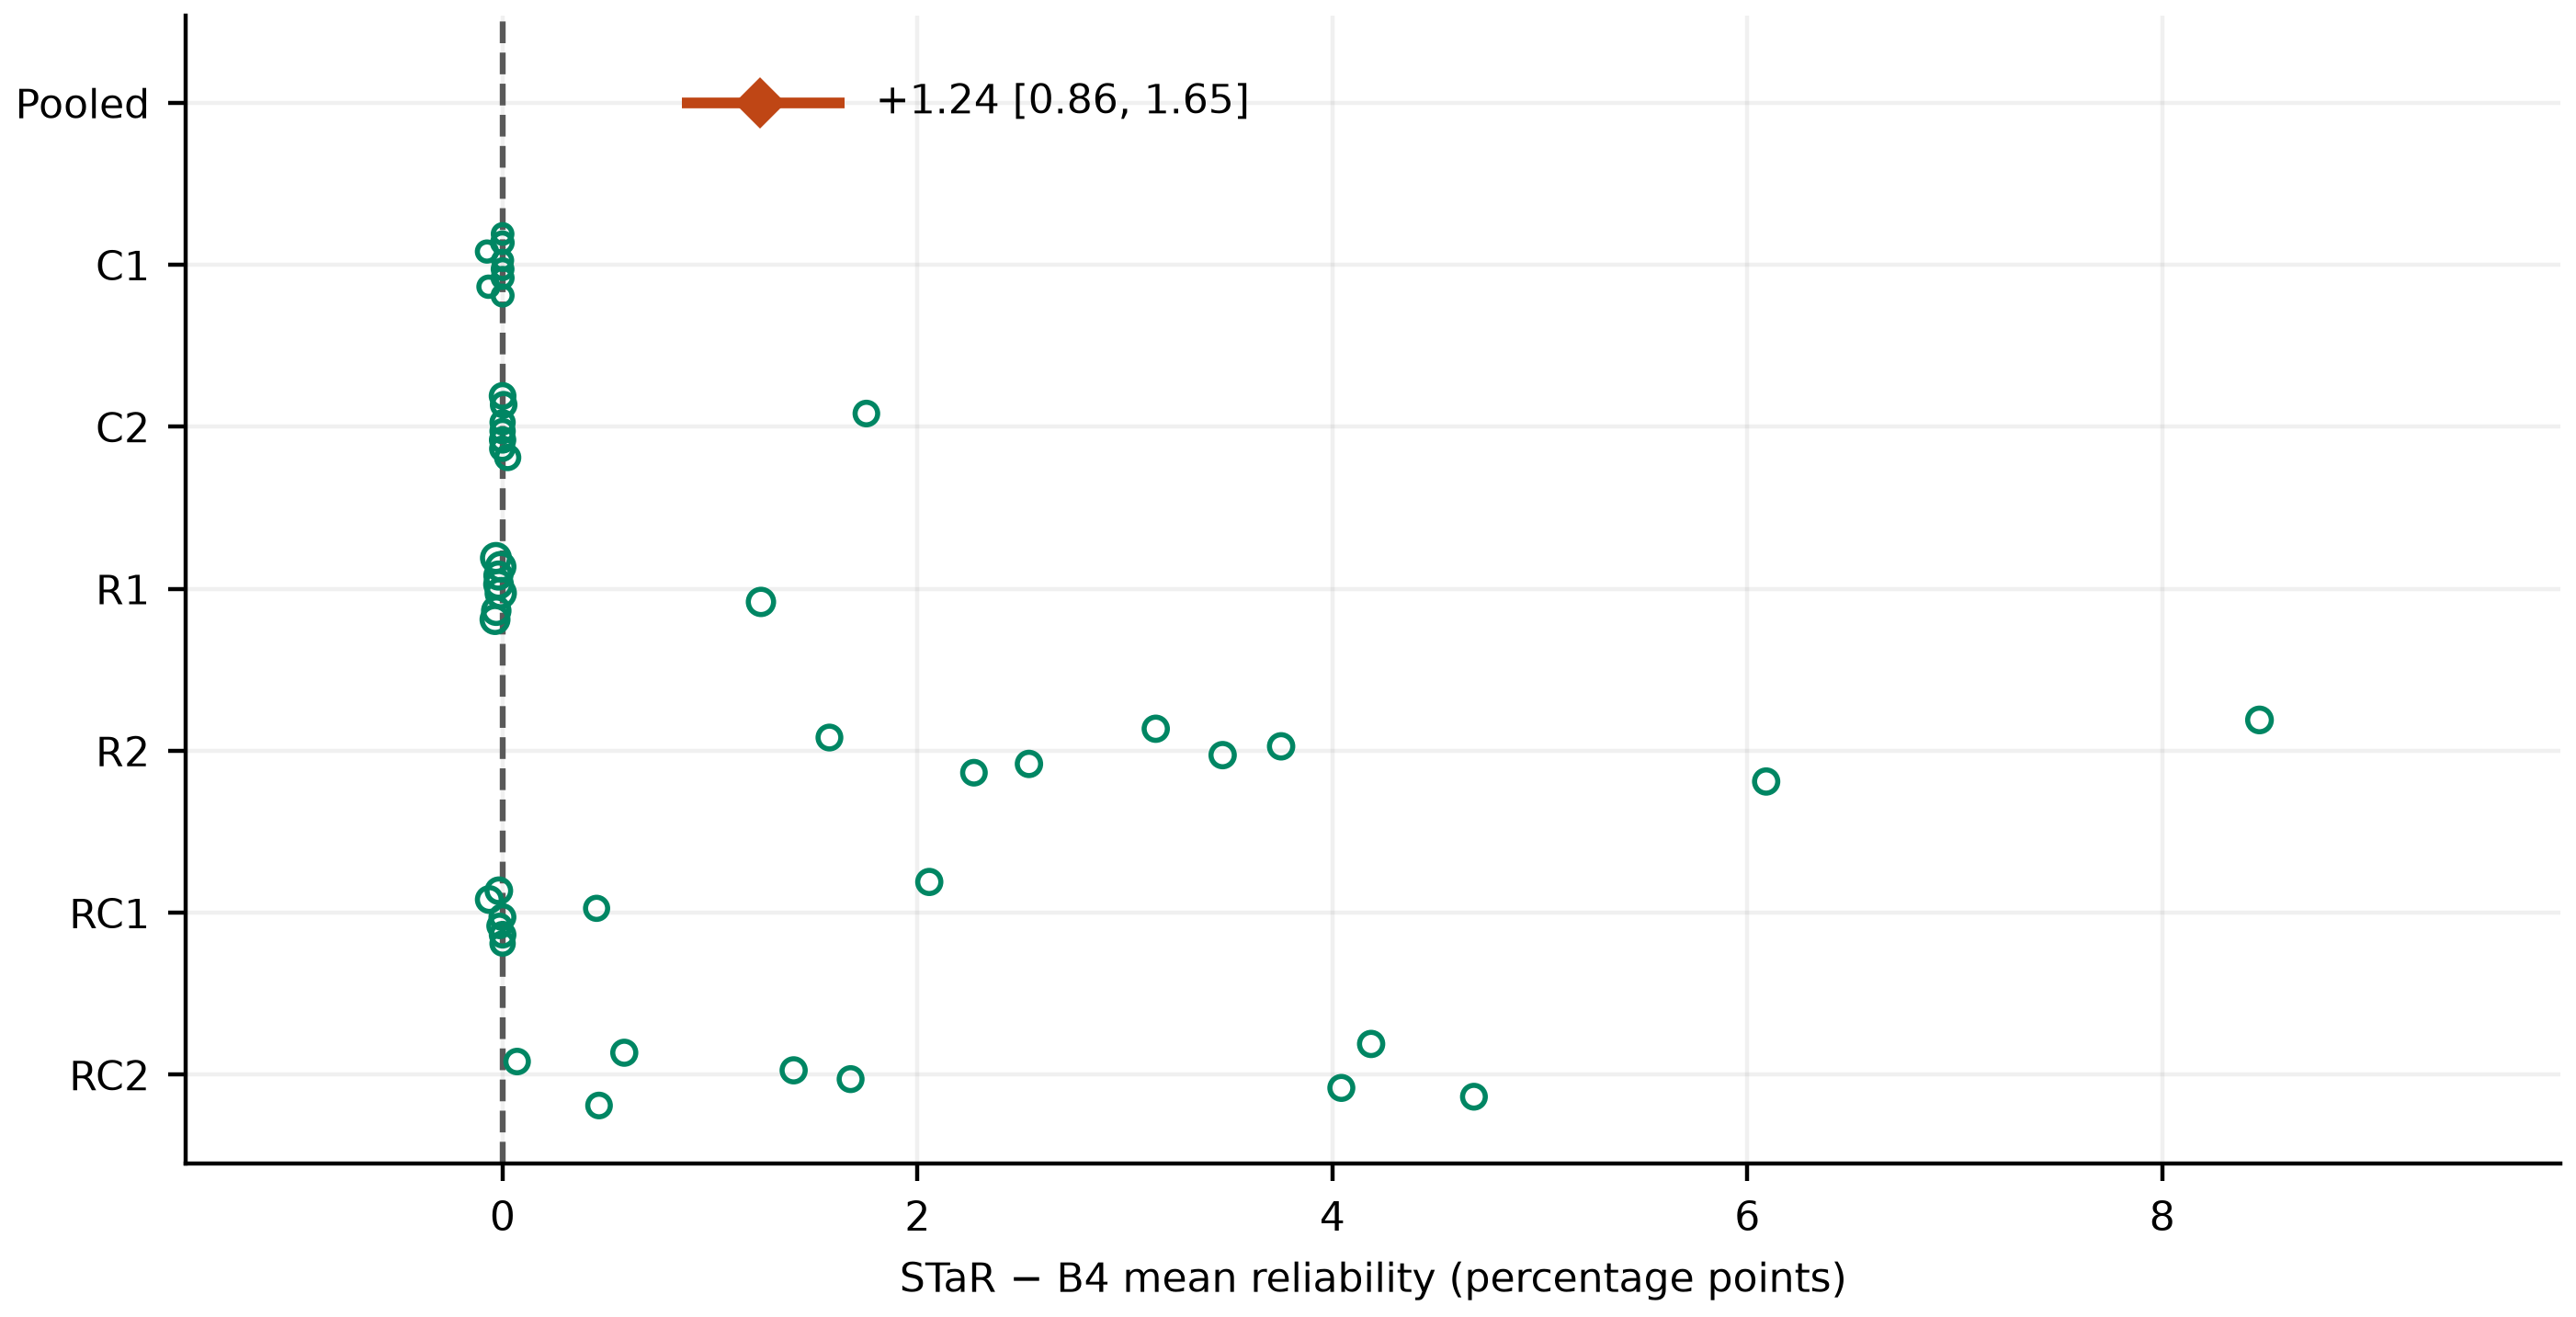 Pooled
+1.24 [0.86, 1.65]
C1
C2
R1
R2
RC1
RC2
0 2 4 6 8
STaR − B4 mean reliability (percentage points)